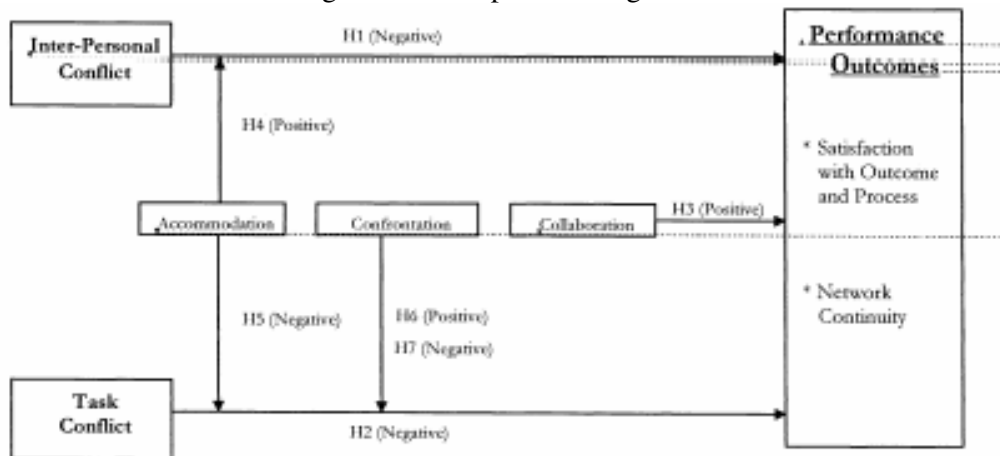 H1 (Negative)
Inter-Personal
Conflict
Performance
Outcomes
H4 (Positive)
* Satisfaction
with Outcome
and Process
H3 (Positive)
Accommodation
Confrontation
Collaboration
* Network
Continuity
H5 (Negative)
H6 (Positive)
H7 (Negative)
Task
Conflict
H2 (Negative)